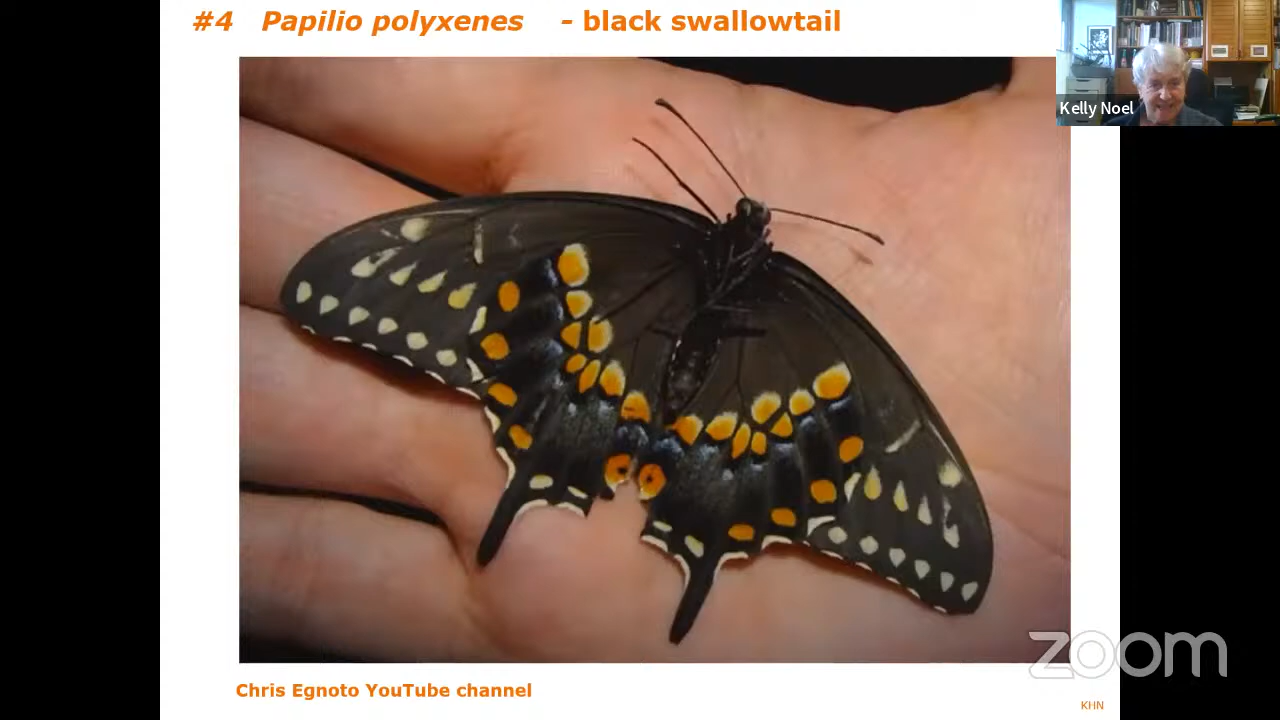 #4 Papilio polyxenes - black swallowtail
Kelly Noel
zoom
Chris Egnoto YouTube channel
KHN